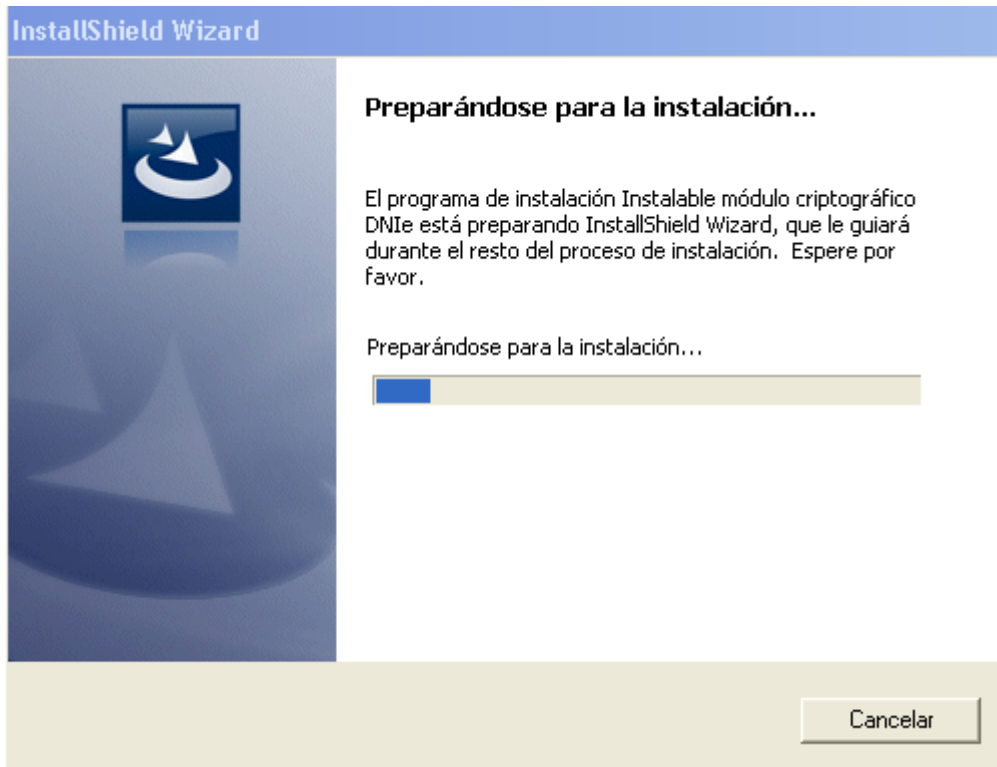 InstallShield Wizard
Preparándose para la instalación...
El programa de instalación Instalable módulo criptográfico
DNIe está preparando InstallShield Wizard, que le guiará
durante el resto del proceso de instalación.  Espere por
favor.
Preparándose para la instalación...
Cancelar